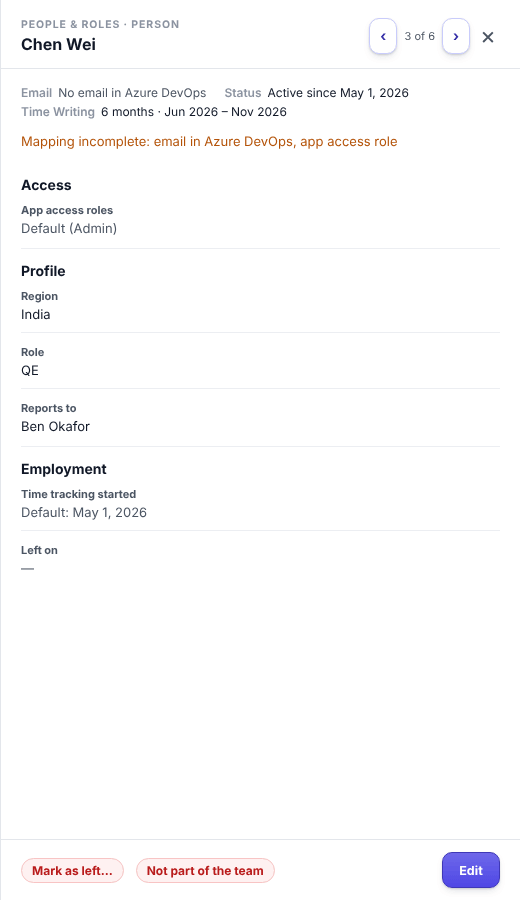 PEOPLE & ROLES · PERSON
Chen Wei
‹ 3 of 6 › ×
Email No email in Azure DevOps Status Active since May 1, 2026
Time Writing 6 months · Jun 2026 – Nov 2026
Mapping incomplete: email in Azure DevOps, app access role
Access
App access roles
Default (Admin)
Profile
Region
India
Role
QE
Reports to
Ben Okafor
Employment
Time tracking started
Default: May 1, 2026
Left on
—
Mark as left... Not part of the team Edit